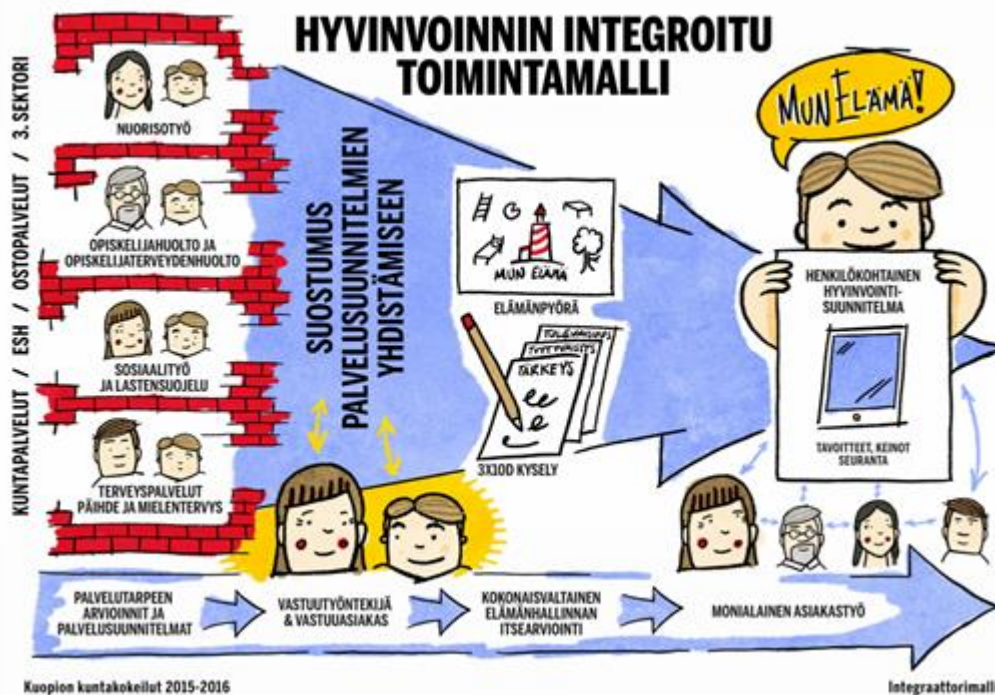 HYVINVOINNIN INTEGROITU
TOIMINTAMALLI
KUNTAPALVELUT / ESH / OSTOPALVELUT / 3. SEKTORI
NUORISOTYÖ
OPISKELIJAHUOLTO JA
OPISKELIJATERVEYDENHUOLTO
SOSIAALITYÖ
JA LASTENSUOJELU
TERVEYSPALVELUT
PÄIHDE JA MIELENTERVYS
SUOSTUMUS
PALVELUSUUNNITELMIEN
YHDISTÄMISEEN
MUN ELÄMÄ
ELÄMÄNPYÖRÄ
TÄRKEYS
3X10D KYSELY
MUN ELÄMÄ!
HENKILÖKOHTAINEN
HYVINVOINTI-
SUUNNITELMA
TAVOITTEET, KEINOT
SEURANTA
PALVELUTARPEEN
ARVIOINNIT JA
PALVELUSUUNNITELMAT
VASTUUTYÖNTEKIJÄ
& VASTUUASIAKAS
KOKONAISVALTAINEN
ELÄMÄNHALLINNAN
ITSEARVIOINTI
MONIALAINEN ASIAKASTYÖ
Kuopion kuntakokeilut 2015-2016
Integraattorimalli